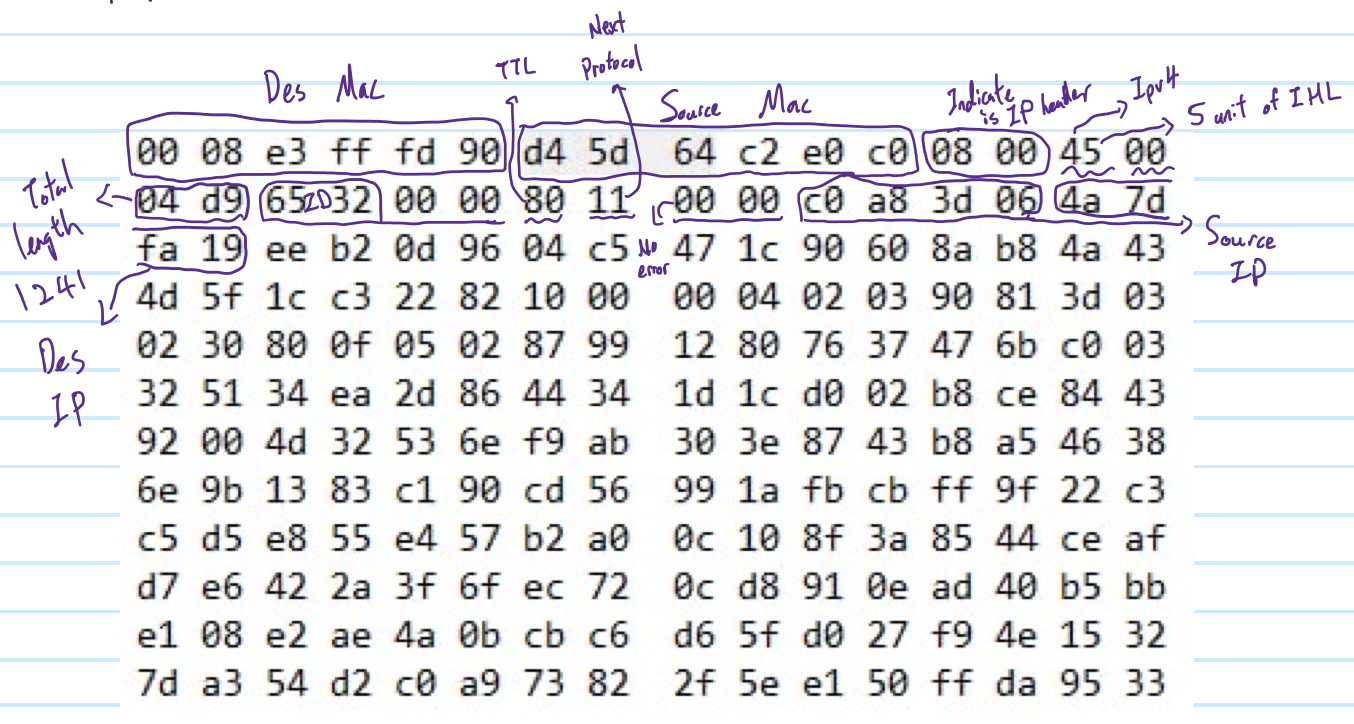 Next
TTL Protocol
Des Mac Source Mac Indicate is IP header Ipv4 5 unit of IHL
00 08 e3 ff fd 90 d4 5d 64 c2 e0 c0 08 00 45 00
Total length 1241
04 d9 65 32 00 00 80 11 00 00 c0 a8 3d 06 4a 7d
ID
Source IP
fa 19 ee b2 0d 96 04 c5 47 1c 90 60 8a b8 4a 43
No error
4d 5f 1c c3 22 82 10 00 00 04 02 03 90 81 3d 03
Des IP
02 30 80 0f 05 02 87 99 12 80 76 37 47 6b c0 03
32 51 34 ea 2d 86 44 34 1d 1c d0 02 b8 ce 84 43
92 00 4d 32 53 6e f9 ab 30 3e 87 43 b8 a5 46 38
6e 9b 13 83 c1 90 cd 56 99 1a fb cb ff 9f 22 c3
c5 d5 e8 55 e4 57 b2 a0 0c 10 8f 3a 85 44 ce af
d7 e6 42 2a 3f 6f ec 72 0c d8 91 0e ad 40 b5 bb
e1 08 e2 ae 4a 0b cb c6 d6 5f d0 27 f9 4e 15 32
7d a3 54 d2 c0 a9 73 82 2f 5e e1 50 ff da 95 33